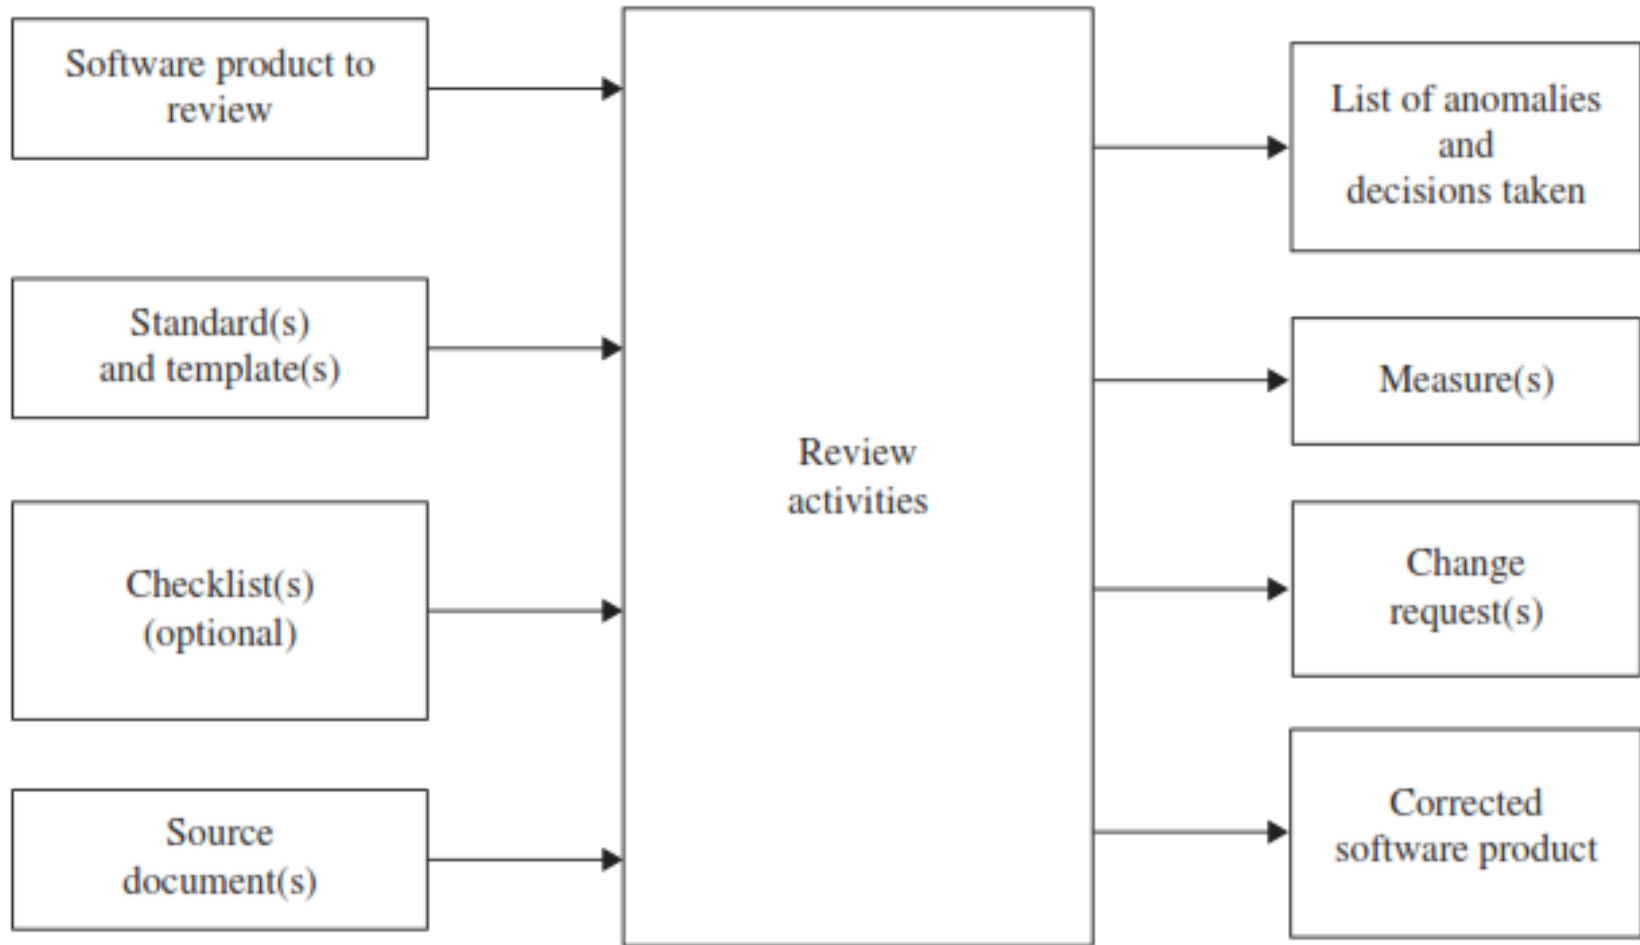 Software product to
review
Standard(s)
and template(s)
Checklist(s)
(optional)
Source
document(s)
Review
activities
List of anomalies
and
decisions taken
Measure(s)
Change
request(s)
Corrected
software product